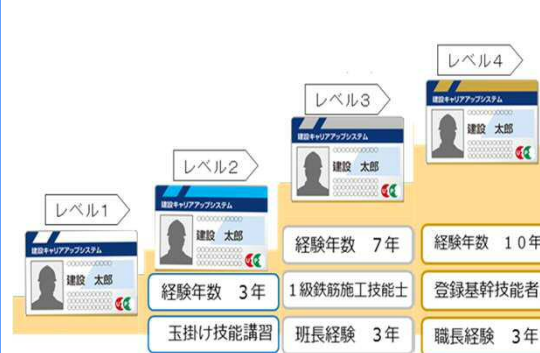 レベル4
建設キャリアアップシステム
建設 太郎
レベル3
建設キャリアアップシステム
建設 太郎
レベル2
建設キャリアアップシステム
建設 太郎
レベル1
建設キャリアアップシステム
建設 太郎
経験年数 3年
玉掛け技能講習
経験年数 7年
1級鉄筋施工技能士
班長経験 3年
経験年数 10年
登録基幹技能者
職長経験 3年